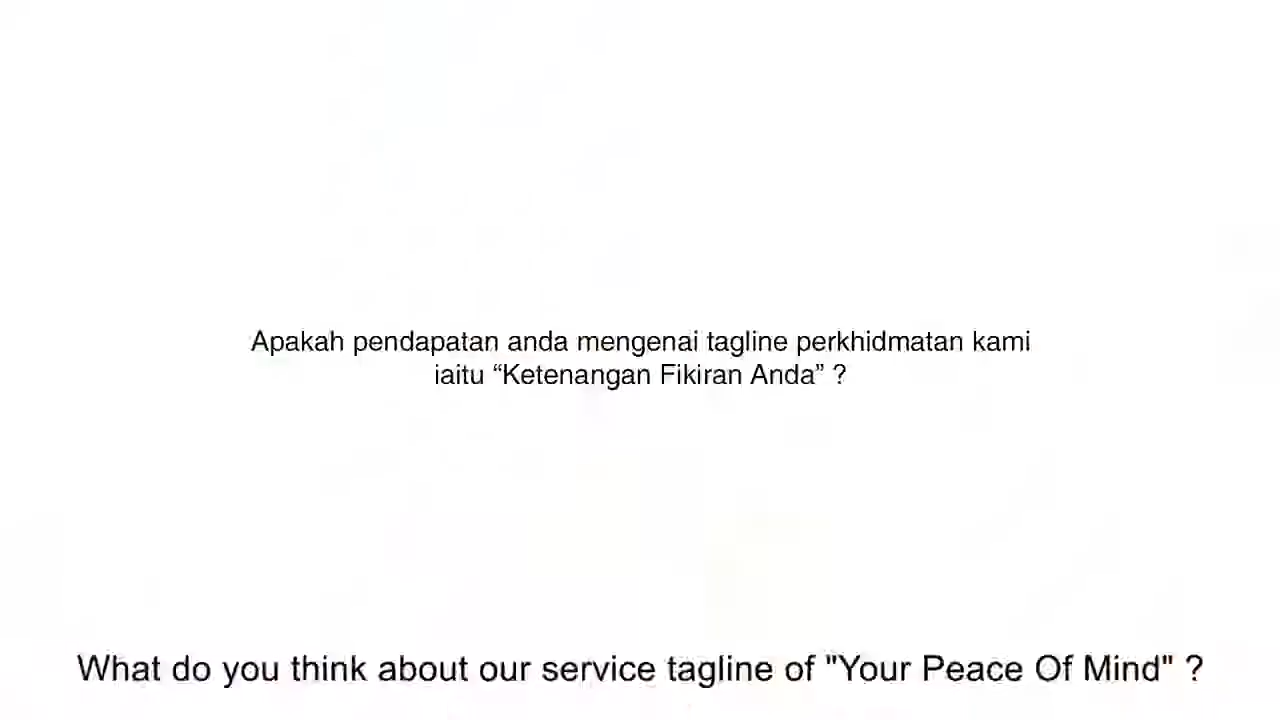 Apakah pendapatan anda mengenai tagline perkhidmatan kami
iaitu “Ketenangan Fikiran Anda” ?
What do you think about our service tagline of "Your Peace Of Mind" ?